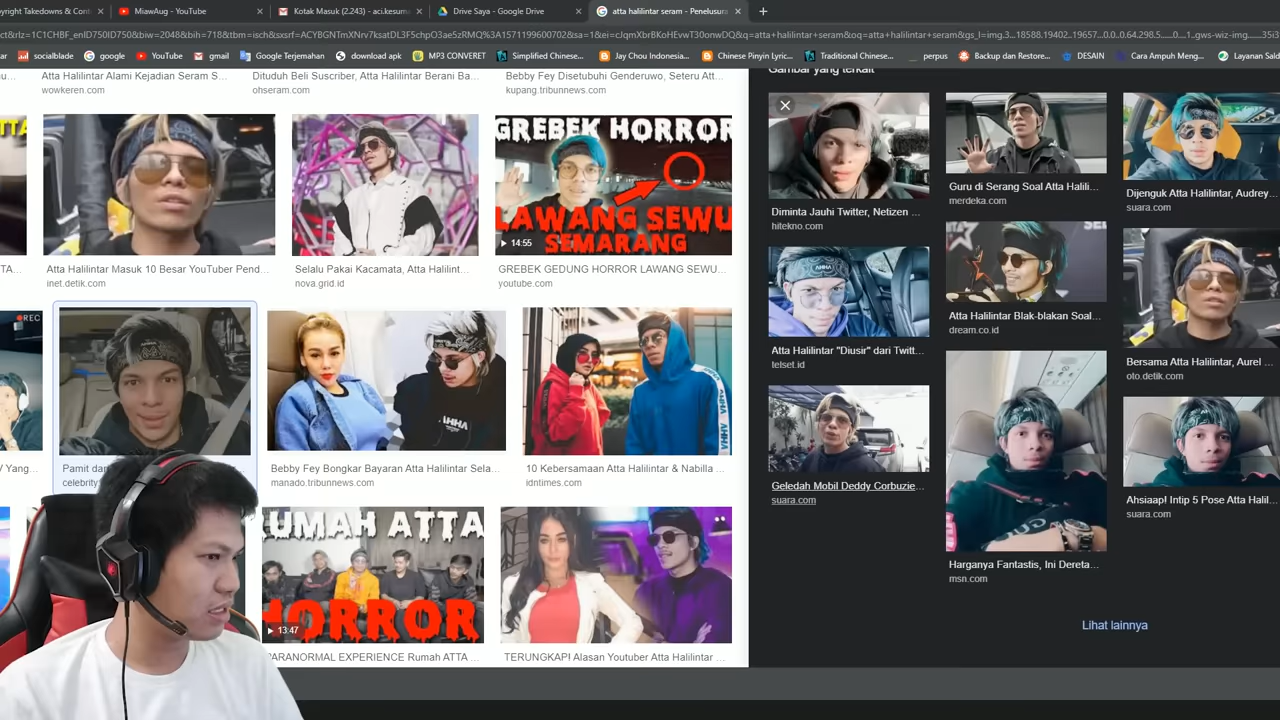 pyright Takedowns & Cont
MiawAug - YouTube
Kotak Masuk (2.243) - aci.kesum
Drive Saya - Google Drive
atta halilintar seram - Penelusur
socialblade
google
YouTube
gmail
Google Terjemahan
download apk
MP3 CONVERET
Simplified Chinese...
Jay Chou Indonesia...
Chinese Pinyin Lyric...
Traditional Chinese...
perpus
Backup dan Restore...
DESAIN
Cara Ampuh Meng...
Layanan Said
Gambar yang terkait
Atta Halilintar Alami Kejadian Seram S...
wowkeren.com
Dituduh Beli Suscriber, Atta Halilintar Berani Ba...
ohseram.com
Bebby Fey Disetubuhi Genderuwo, Seteru Att...
kupang.tribunnews.com
GREBEK HORROR
LAWANG SEWU
SEMARANG
14:55
Atta Halilintar Masuk 10 Besar YouTuber Pend...
inet.detik.com
Selalu Pakai Kacamata, Atta Halilint...
nova.grid.id
GREBEK GEDUNG HORROR LAWANG SEWU...
youtube.com
REC
AHHA
Pamit dar
celebrity
Bebby Fey Bongkar Bayaran Atta Halilintar Sela...
manado.tribunnews.com
10 Kebersamaan Atta Halilintar & Nabilla ...
idntimes.com
RUMAH ATTA
HORROR
13:47
PARANORMAL EXPERIENCE Rumah ATTA ...
TERUNGKAP! Alasan Youtuber Atta Halilintar ...
Diminta Jauhi Twitter, Netizen ...
hitekno.com
Guru di Serang Soal Atta Halili...
merdeka.com
Dijenguk Atta Halilintar, Audrey...
suara.com
AHHA
Atta Halilintar "Diusir" dari Twitt...
telset.id
Atta Halilintar Blak-blakan Soal...
dream.co.id
Bersama Atta Halilintar, Aurel ...
oto.detik.com
Geledah Mobil Deddy Corbuzie...
suara.com
Harganya Fantastis, Ini Dereta...
msn.com
Ahsiaap! Intip 5 Pose Atta Halil...
suara.com
Lihat lainnya